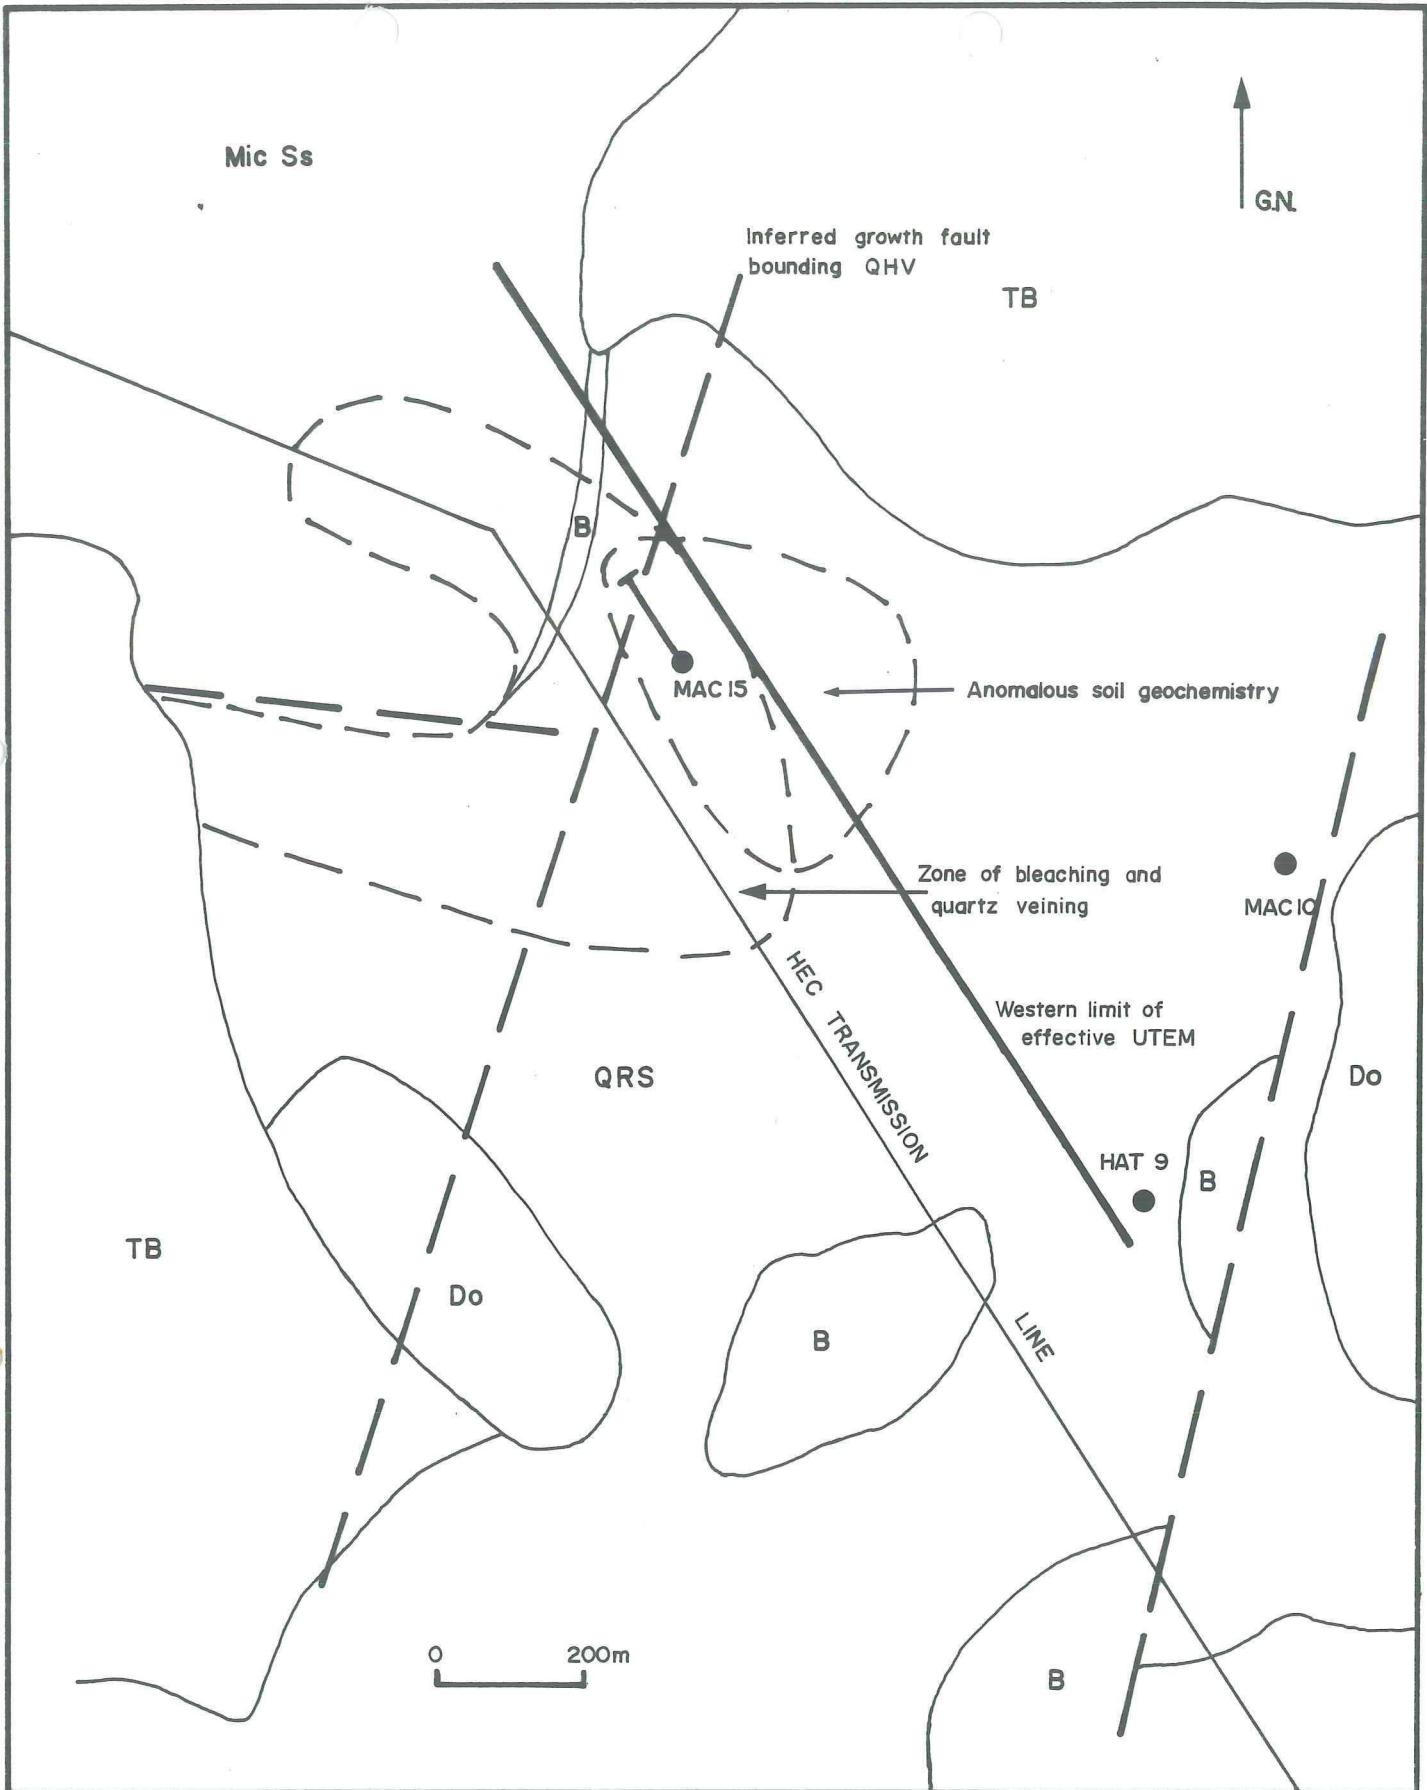 Mic Ss
G.N.
Inferred growth fault
bounding QHV
TB
B
MAC 15
Anomalous soil geochemistry
Zone of bleaching and
quartz veining
MAC 10
HEC TRANSMISSION LINE
Western limit of
effective UTEM
QRS
Do
HAT 9
B
TB
Do
B
0 200m
B